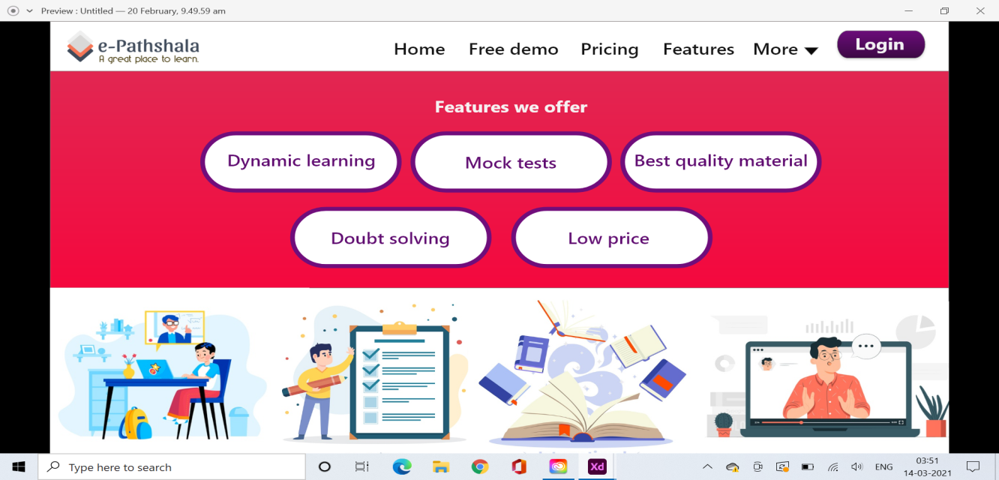 Preview : Untitled — 20 February, 9.49.59 am
e-Pathshala
A great place to learn.
Home Free demo Pricing Features More Login
Features we offer
Dynamic learning Mock tests Best quality material
Doubt solving Low price
Type here to search
Xd
ENG
03:51
14-03-2021